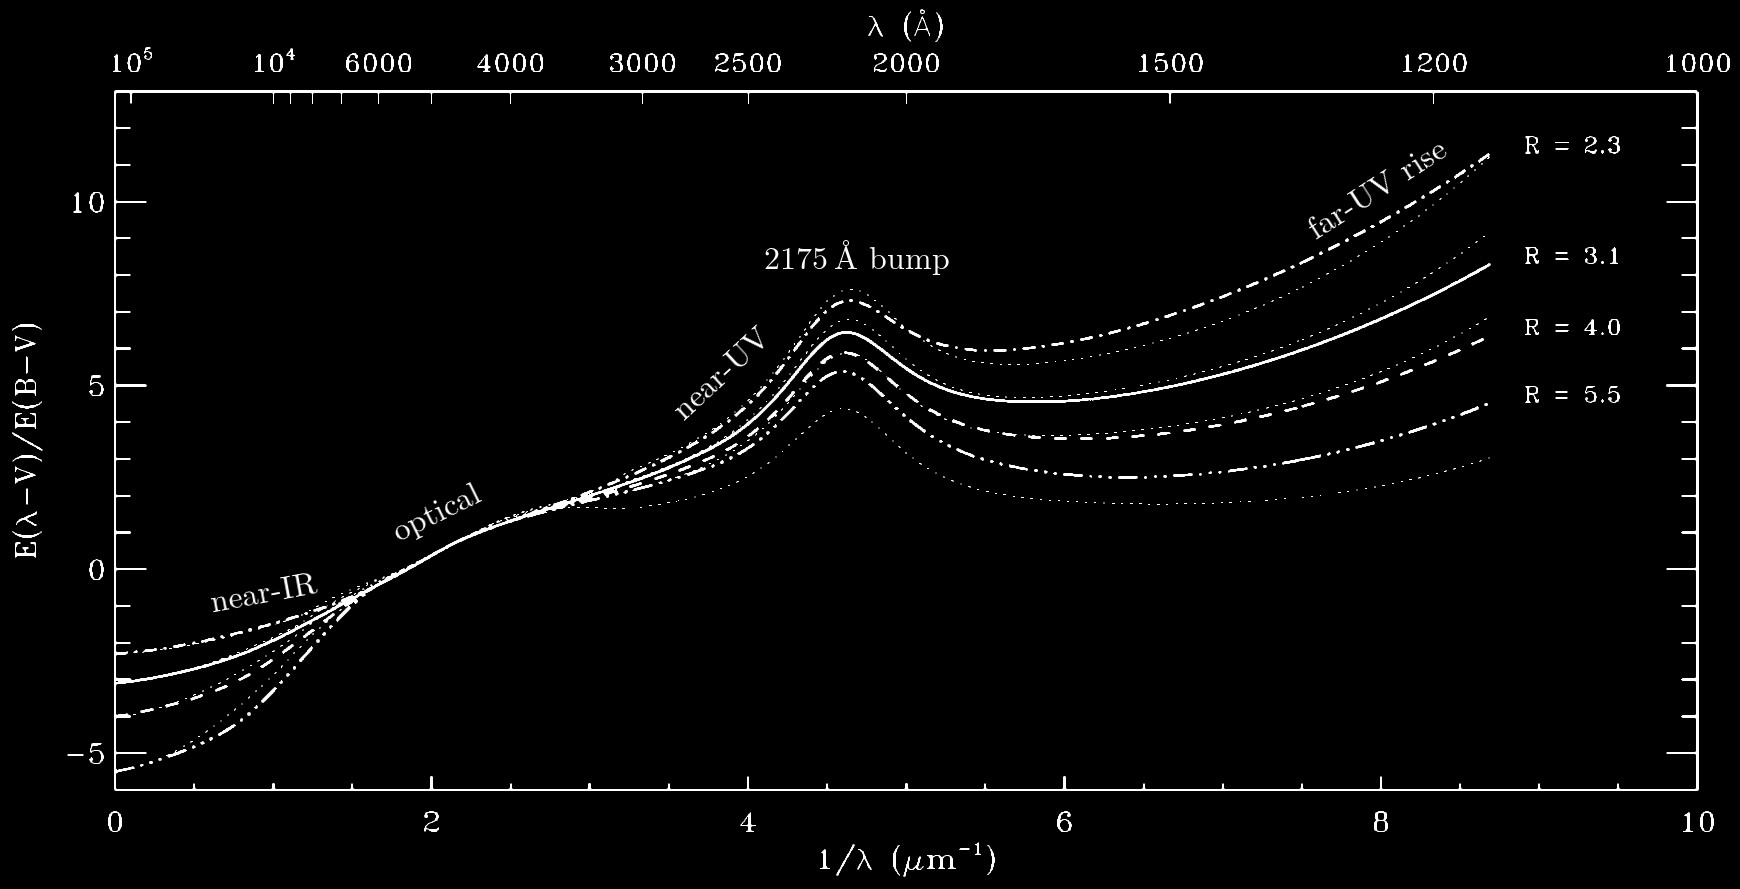 λ (Å)
10⁵ 10⁴ 6000 4000 3000 2500 2000 1500 1200 1000
R = 2.3
far-UV rise
10
R = 3.1
2175 Å bump
R = 4.0
near-UV
5
R = 5.5
E(λ−V)/E(B−V)
optical
0
near-IR
−5
0 2 4 6 8 10
1/λ (μm⁻¹)